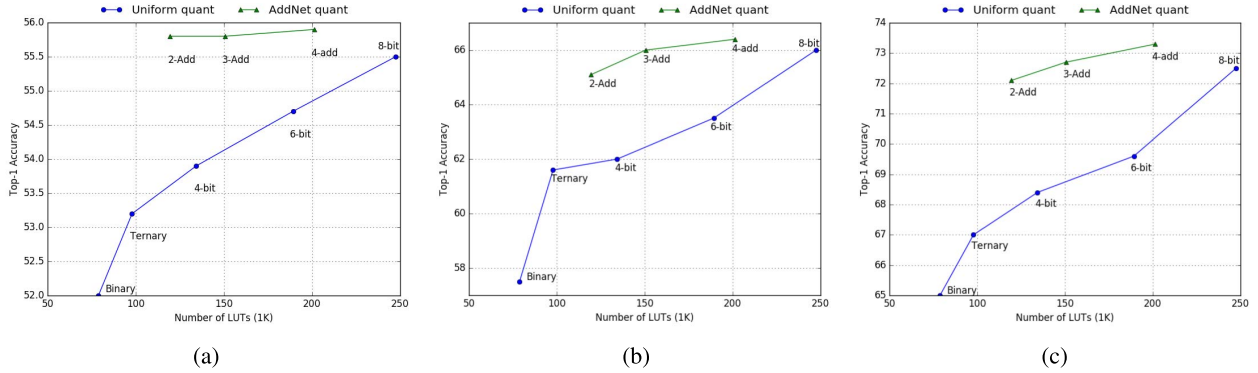 Uniform quant AddNet quant
56.0
55.5
55.0
54.5
54.0
53.5
53.0
52.5
52.0
Top-1 Accuracy
2-Add 3-Add 4-add 8-bit
6-bit
4-bit
Ternary
Binary
50 100 150 200 250
Number of LUTs (1K)
(a)
Uniform quant AddNet quant
66
64
62
60
58
Top-1 Accuracy
8-bit
4-add
3-Add
2-Add
6-bit
4-bit
Ternary
Binary
50 100 150 200 250
Number of LUTs (1K)
(b)
Uniform quant AddNet quant
74
73
72
71
70
69
68
67
66
65
Top-1 Accuracy
4-add
8-bit
3-Add
2-Add
6-bit
4-bit
Ternary
Binary
50 100 150 200 250
Number of LUTs (1K)
(c)